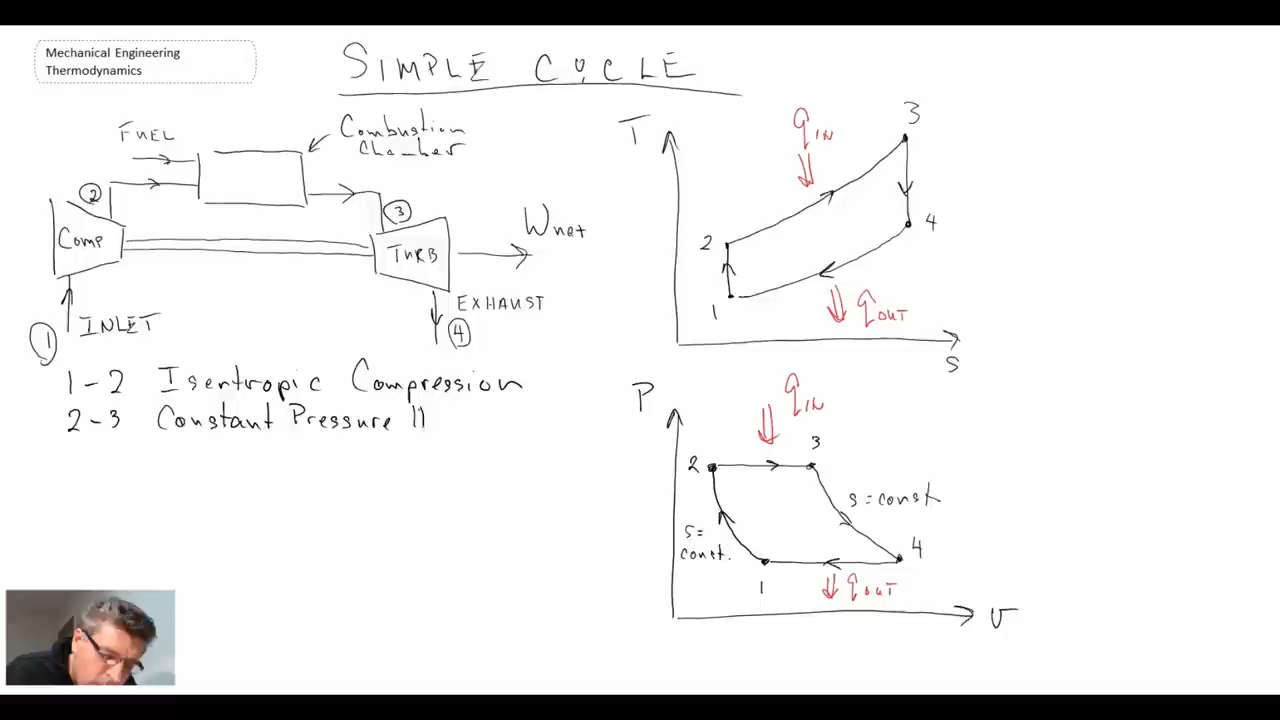 Mechanical Engineering
Thermodynamics
SIMPLE CYCLE
FUEL
Combustion
Chamber
2
3
Comp
TURB
Wnet
EXHAUST
4
1 INLET
1-2 Isentropic Compression
2-3 Constant Pressure
T
qIN
3
2
4
1
qOUT
s
P
qIN
2
3
s=const
s=
const.
4
1
qOUT
v